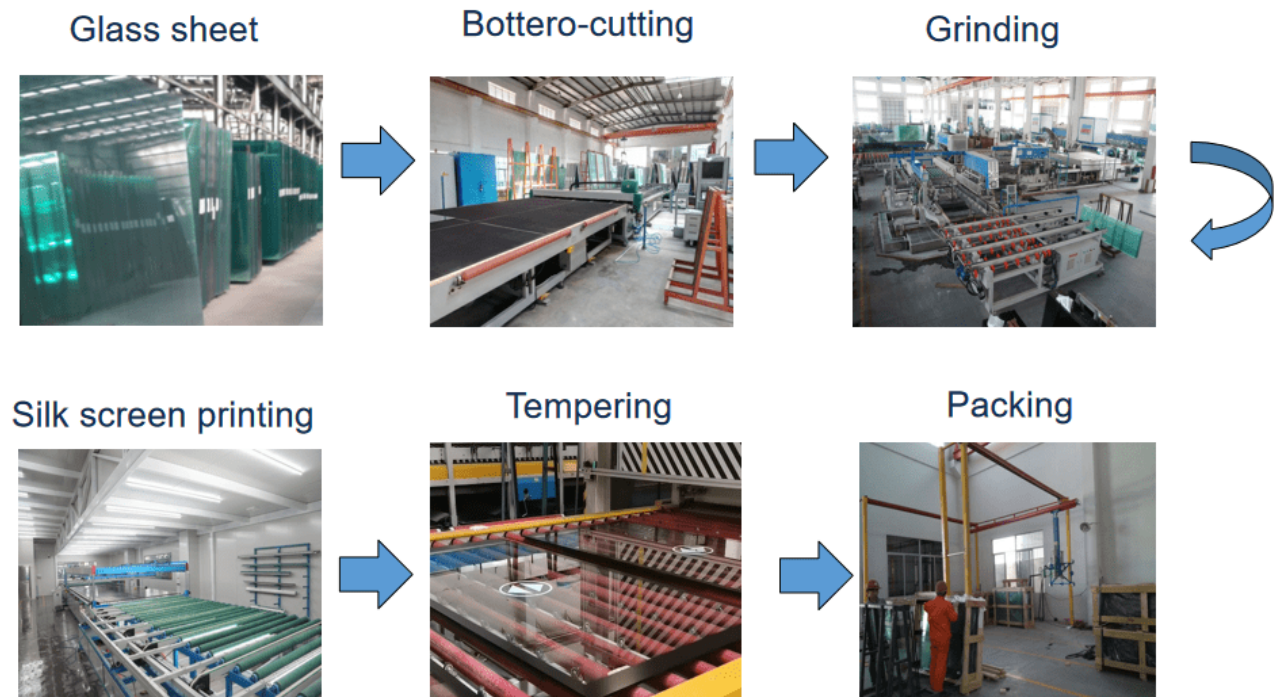 Glass sheet
Bottero-cutting
Grinding
Silk screen printing
Tempering
Packing